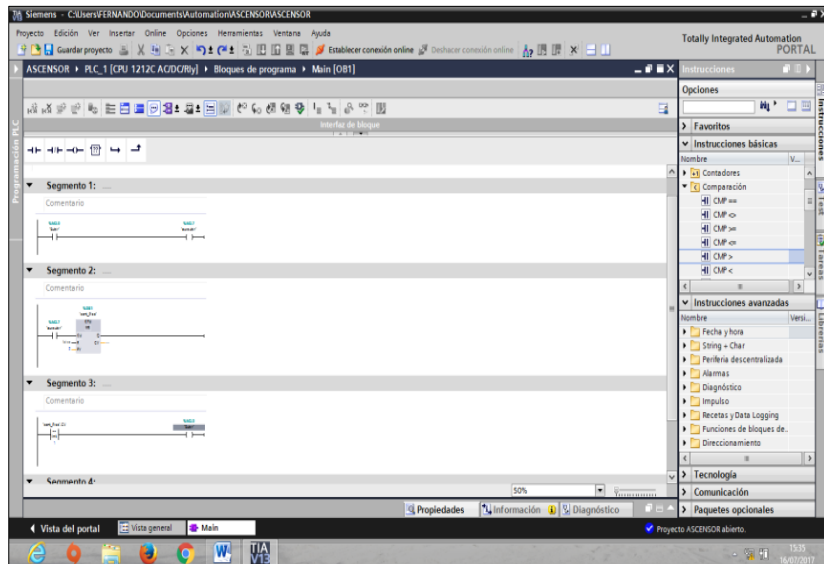 Siemens - C:\Users\FERNANDO\Documents\Automation\ASCENSOR\ASCENSOR
Proyecto Edición Ver Insertar Online Opciones Herramientas Ventana Ayuda
Guardar proyecto
Establecer conexión online
Deshacer conexión online
Totally Integrated Automation
PORTAL
ASCENSOR PLC_1 [CPU 1212C AC/DC/Rly] Bloques de programa Main [OB1]
Instrucciones
Opciones
Interfaz de bloque
Programación PLC
Favoritos
Instrucciones básicas
Nombre V...
Contadores
Comparación
CMP ==
CMP <>
CMP >=
CMP <=
CMP >
CMP <
Segmento 1: .....
Comentario
Segmento 2: .....
Comentario
Segmento 3: .....
Comentario
Segmento 4:
Instrucciones avanzadas
Nombre Versi...
Fecha y hora
String + Char
Periferia descentralizada
Alarmas
Diagnóstico
Impulso
Recetas y Data Logging
Funciones de bloques de..
Direccionamiento
Tecnología
Comunicación
Paquetes opcionales
Instrucciones
Test
Tareas
Librerías
50%
Propiedades
Información
Diagnóstico
Vista del portal
Vista general
Main
Proyecto ASCENSOR abierto.
TIA
V13
15:35
16/07/2017